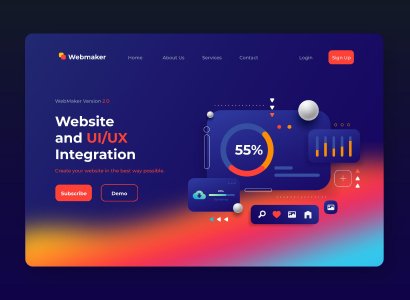 Webmaker
Home
About Us
Services
Contact
Login
Sign Up
WebMaker Version 2.0
Website
and UI/UX
Integration
Create your website in the best way possible.
Subscribe
Demo
55%